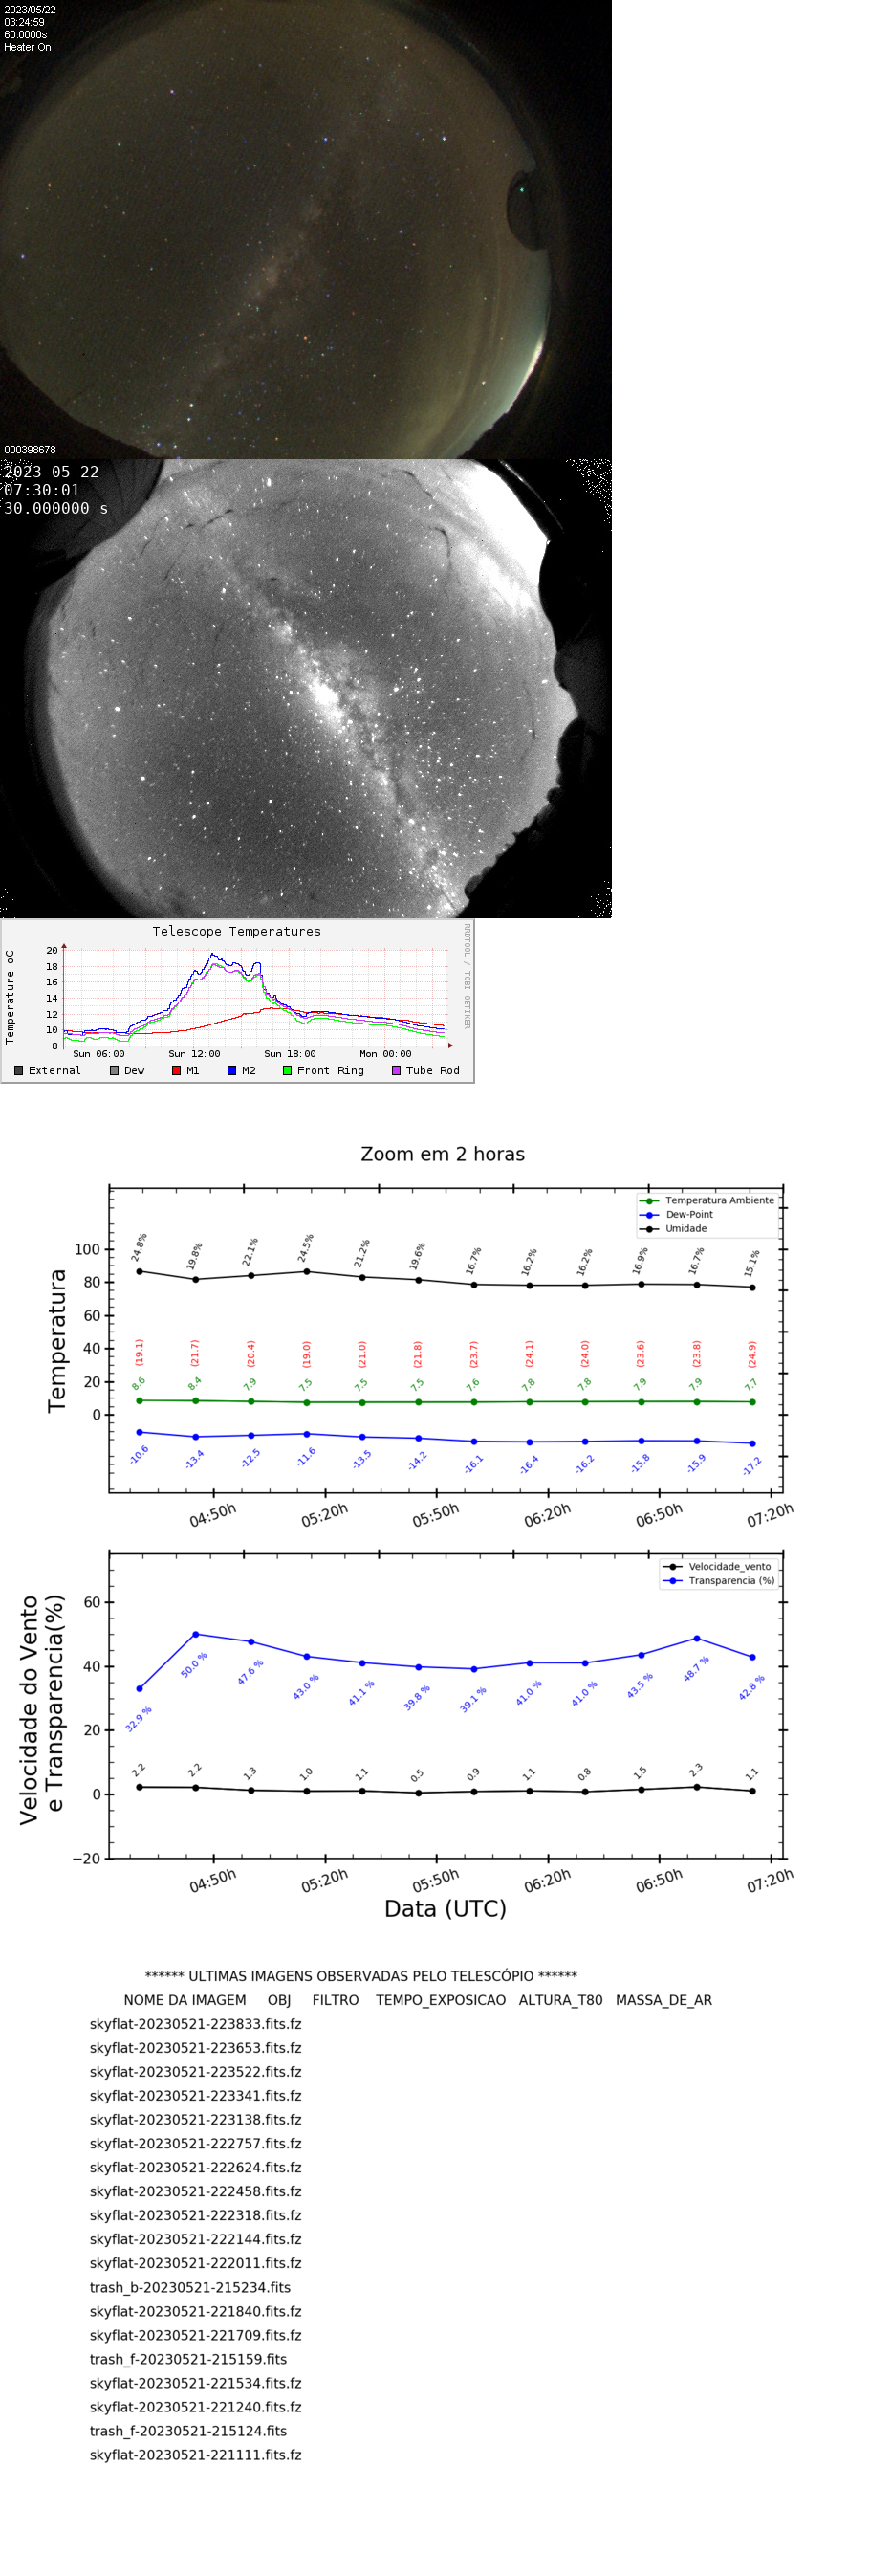 2023/05/22
03:24:59
60.0000s
Heater On
000398678
2023-05-22
07:30:01
30.000000 s
Telescope Temperatures
RRDTOOL / TOBI OETIKER
Temperature oC
20
18
16
14
12
10
8
Sun 06:00 Sun 12:00 Sun 18:00 Mon 00:00
External Dew M1 M2 Front Ring Tube Rod
Zoom em 2 horas
Temperatura Ambiente
Dew-Point
Umidade
Temperatura
100
80
60
40
20
0
24.8% 19.8% 22.1% 24.5% 21.2% 19.6% 16.7% 16.2% 16.2% 16.9% 16.7% 15.1%
(19.1) (21.7) (20.4) (19.0) (21.0) (21.8) (23.7) (24.1) (24.0) (23.6) (23.8) (24.9)
8.6 8.4 7.9 7.5 7.5 7.5 7.6 7.8 7.8 7.9 7.9 7.7
-10.6 -13.4 -12.5 -11.6 -13.5 -14.2 -16.1 -16.4 -16.2 -15.8 -15.9 -17.2
04:50h 05:20h 05:50h 06:20h 06:50h 07:20h
Velocidade_vento
Transparencia (%)
Velocidade do Vento
e Transparencia(%)
60
40
20
0
−20
32.9 % 50.0 % 47.6 % 43.0 % 41.1 % 39.8 % 39.1 % 41.0 % 41.0 % 43.5 % 48.7 % 42.8 %
2.2 2.2 1.3 1.0 1.1 0.5 0.9 1.1 0.8 1.5 2.3 1.1
04:50h 05:20h 05:50h 06:20h 06:50h 07:20h
Data (UTC)
****** ULTIMAS IMAGENS OBSERVADAS PELO TELESCÓPIO ******
NOME DA IMAGEM OBJ FILTRO TEMPO_EXPOSICAO ALTURA_T80 MASSA_DE_AR
skyflat-20230521-223833.fits.fz
skyflat-20230521-223653.fits.fz
skyflat-20230521-223522.fits.fz
skyflat-20230521-223341.fits.fz
skyflat-20230521-223138.fits.fz
skyflat-20230521-222757.fits.fz
skyflat-20230521-222624.fits.fz
skyflat-20230521-222458.fits.fz
skyflat-20230521-222318.fits.fz
skyflat-20230521-222144.fits.fz
skyflat-20230521-222011.fits.fz
trash_b-20230521-215234.fits
skyflat-20230521-221840.fits.fz
skyflat-20230521-221709.fits.fz
trash_f-20230521-215159.fits
skyflat-20230521-221534.fits.fz
skyflat-20230521-221240.fits.fz
trash_f-20230521-215124.fits
skyflat-20230521-221111.fits.fz